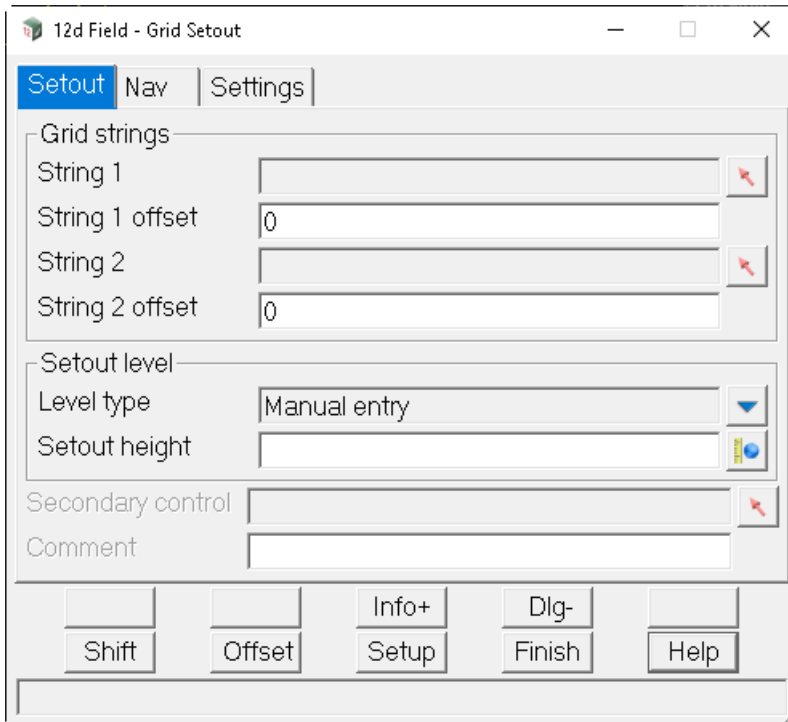 12d Field - Grid Setout
Setout Nav Settings
Grid strings
String 1
String 1 offset 0
String 2
String 2 offset 0
Setout level
Level type Manual entry
Setout height
Secondary control
Comment
Info+ Dlg-
Shift Offset Setup Finish Help